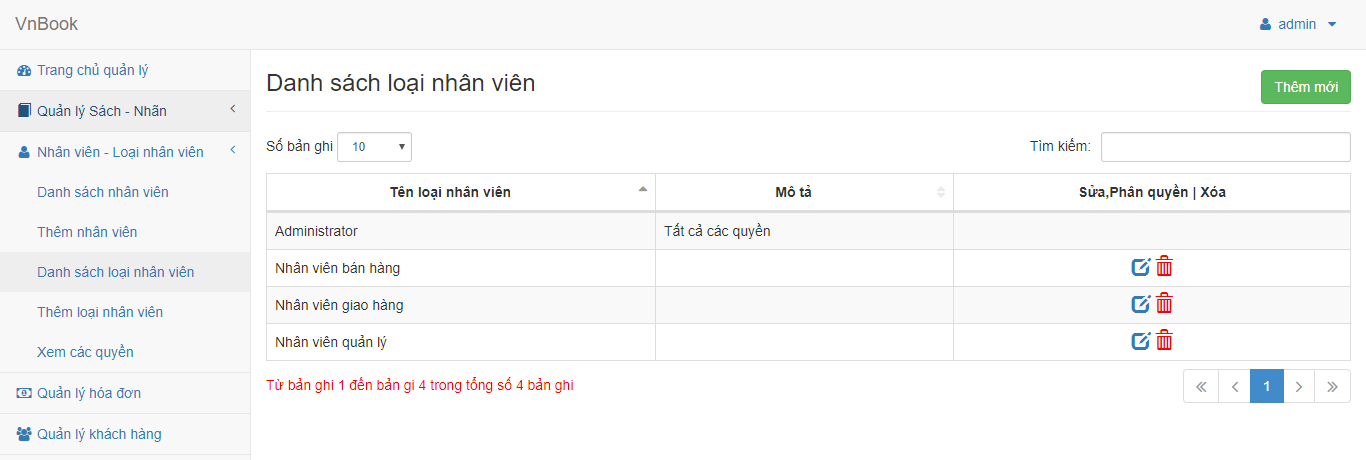 VnBook
admin
Trang chủ quản lý
Quản lý Sách - Nhãn
Nhân viên - Loại nhân viên
Danh sách nhân viên
Thêm nhân viên
Danh sách loại nhân viên
Thêm loại nhân viên
Xem các quyền
Quản lý hóa đơn
Quản lý khách hàng
Danh sách loại nhân viên
Thêm mới
Số bản ghi 10
Tìm kiếm:
Tên loại nhân viên Mô tả Sửa,Phân quyền | Xóa
Administrator Tất cả các quyền
Nhân viên bán hàng
Nhân viên giao hàng
Nhân viên quản lý
Từ bản ghi 1 đến bản gi 4 trong tổng số 4 bản ghi
« ‹ 1 › »